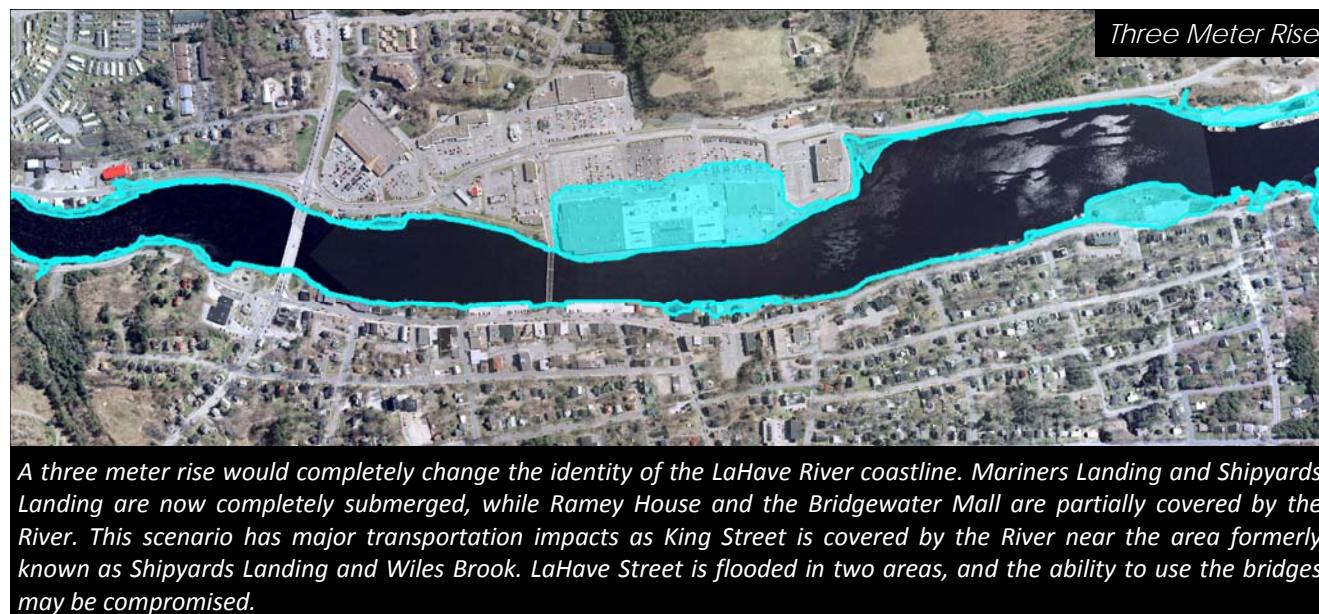 Three Meter Rise
A three meter rise would completely change the identity of the LaHave River coastline. Mariners Landing and Shipyards
Landing are now completely submerged, while Ramey House and the Bridgewater Mall are partially covered by the
River. This scenario has major transportation impacts as King Street is covered by the River near the area formerly
known as Shipyards Landing and Wiles Brook. LaHave Street is flooded in two areas, and the ability to use the bridges
may be compromised.